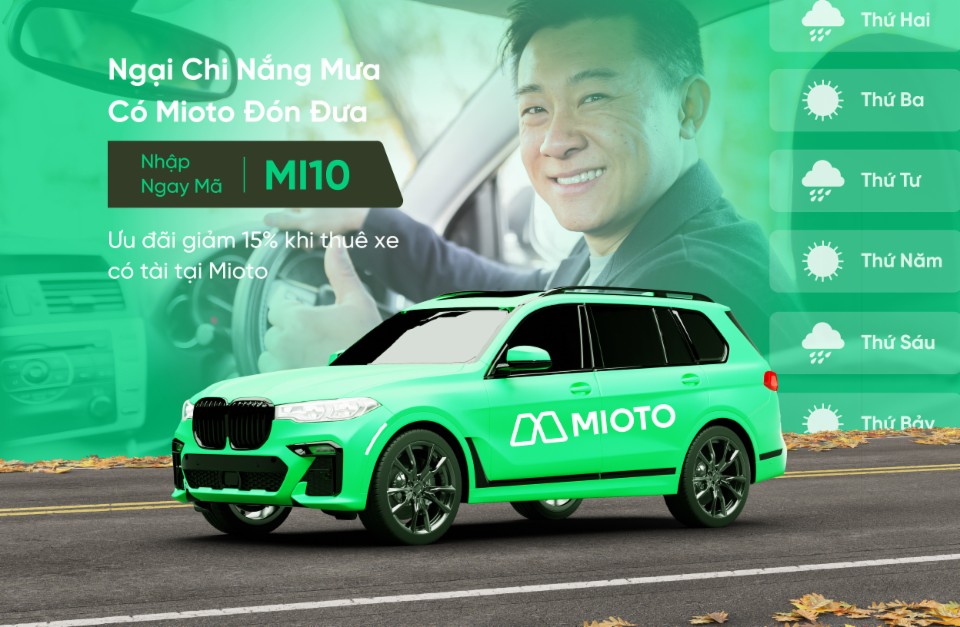 Ngại Chi Nắng Mưa
Có Mioto Đón Đưa
Nhập
Ngay Mã
MI10
Ưu đãi giảm 15% khi thuê xe
có tài tại Mioto
Thứ Hai
Thứ Ba
Thứ Tư
Thứ Năm
Thứ Sáu
Thứ Bảy
MIOTO